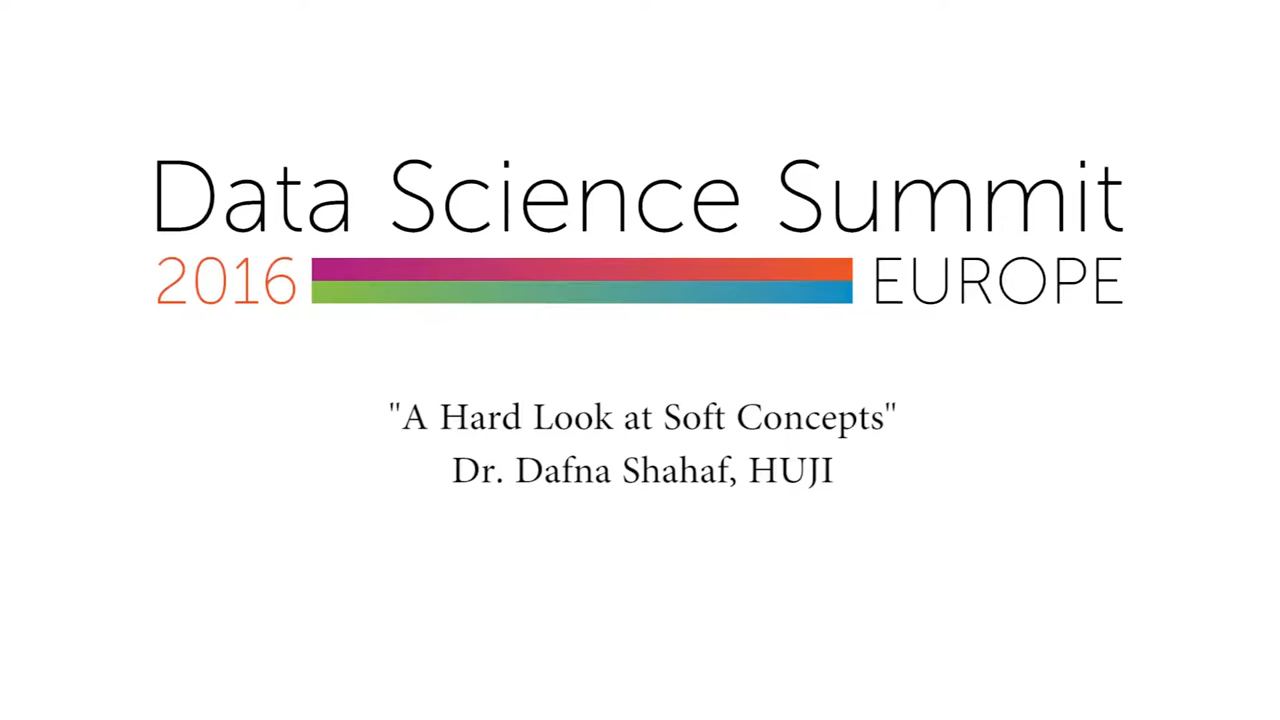 Data Science Summit
2016 EUROPE
"A Hard Look at Soft Concepts"
Dr. Dafna Shahaf, HUJI